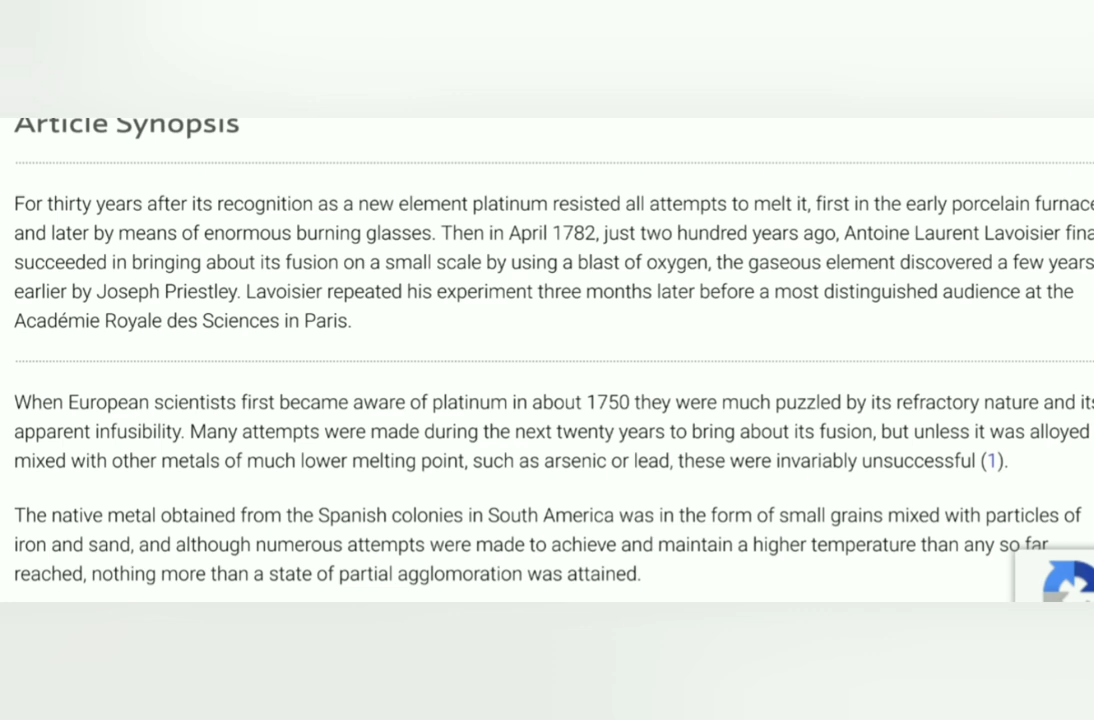 Article Synopsis
For thirty years after its recognition as a new element platinum resisted all attempts to melt it, first in the early porcelain furnace
and later by means of enormous burning glasses. Then in April 1782, just two hundred years ago, Antoine Laurent Lavoisier fina
succeeded in bringing about its fusion on a small scale by using a blast of oxygen, the gaseous element discovered a few years
earlier by Joseph Priestley. Lavoisier repeated his experiment three months later before a most distinguished audience at the
Académie Royale des Sciences in Paris.
When European scientists first became aware of platinum in about 1750 they were much puzzled by its refractory nature and its
apparent infusibility. Many attempts were made during the next twenty years to bring about its fusion, but unless it was alloyed
mixed with other metals of much lower melting point, such as arsenic or lead, these were invariably unsuccessful (1).
The native metal obtained from the Spanish colonies in South America was in the form of small grains mixed with particles of
iron and sand, and although numerous attempts were made to achieve and maintain a higher temperature than any so far
reached, nothing more than a state of partial agglomoration was attained.